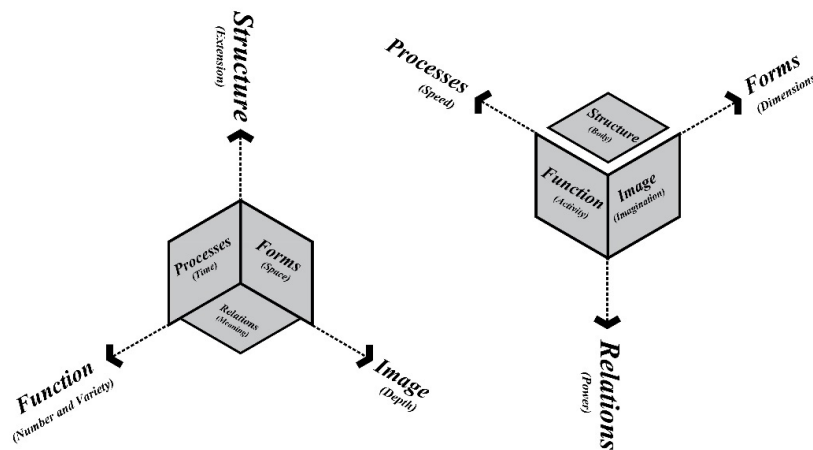 Structure
(Extension)
Processes
(Time)
Forms
(Space)
Relations
(Meaning)
Function
(Number and Variety)
Image
(Depth)
Processes
(Speed)
Forms
(Dimensions
Structure
(Body)
Function
(Activity)
Image
(Imagination)
Relations
(Power)